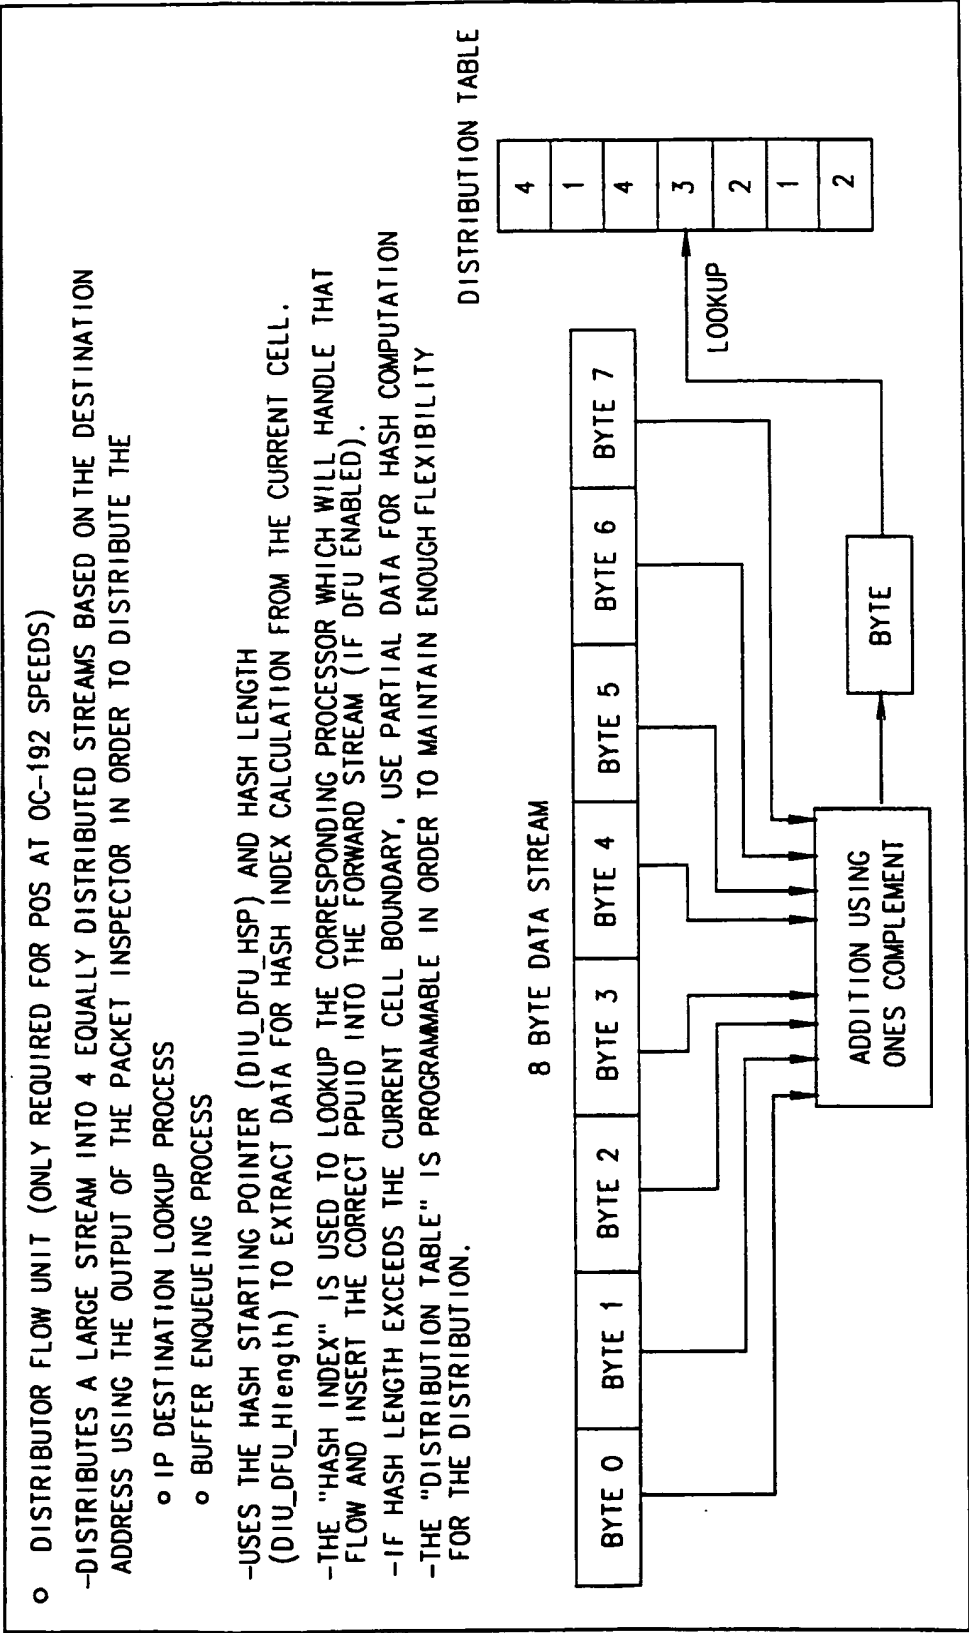 o DISTRIBUTOR FLOW UNIT (ONLY REQUIRED FOR POS AT OC-192 SPEEDS)
-DISTRIBUTES A LARGE STREAM INTO 4 EQUALLY DISTRIBUTED STREAMS BASED ON THE DESTINATION
ADDRESS USING THE OUTPUT OF THE PACKET INSPECTOR IN ORDER TO DISTRIBUTE THE
o IP DESTINATION LOOKUP PROCESS
o BUFFER ENQUEUEING PROCESS
-USES THE HASH STARTING POINTER (DIU_DFU_HSP) AND HASH LENGTH
(DIU_DFU_Hlength) TO EXTRACT DATA FOR HASH INDEX CALCULATION FROM THE CURRENT CELL.
-THE "HASH INDEX" IS USED TO LOOKUP THE CORRESPONDING PROCESSOR WHICH WILL HANDLE THAT
FLOW AND INSERT THE CORRECT PPUID INTO THE FORWARD STREAM (IF DFU ENABLED).
-IF HASH LENGTH EXCEEDS THE CURRENT CELL BOUNDARY, USE PARTIAL DATA FOR HASH COMPUTATION
-THE "DISTRIBUTION TABLE" IS PROGRAMMABLE IN ORDER TO MAINTAIN ENOUGH FLEXIBILITY
FOR THE DISTRIBUTION.
DISTRIBUTION TABLE
4
1
4
3
2
1
2
8 BYTE DATA STREAM
BYTE 0
BYTE 1
BYTE 2
BYTE 3
BYTE 4
BYTE 5
BYTE 6
BYTE 7
LOOKUP
ADDITION USING
ONES COMPLEMENT
BYTE